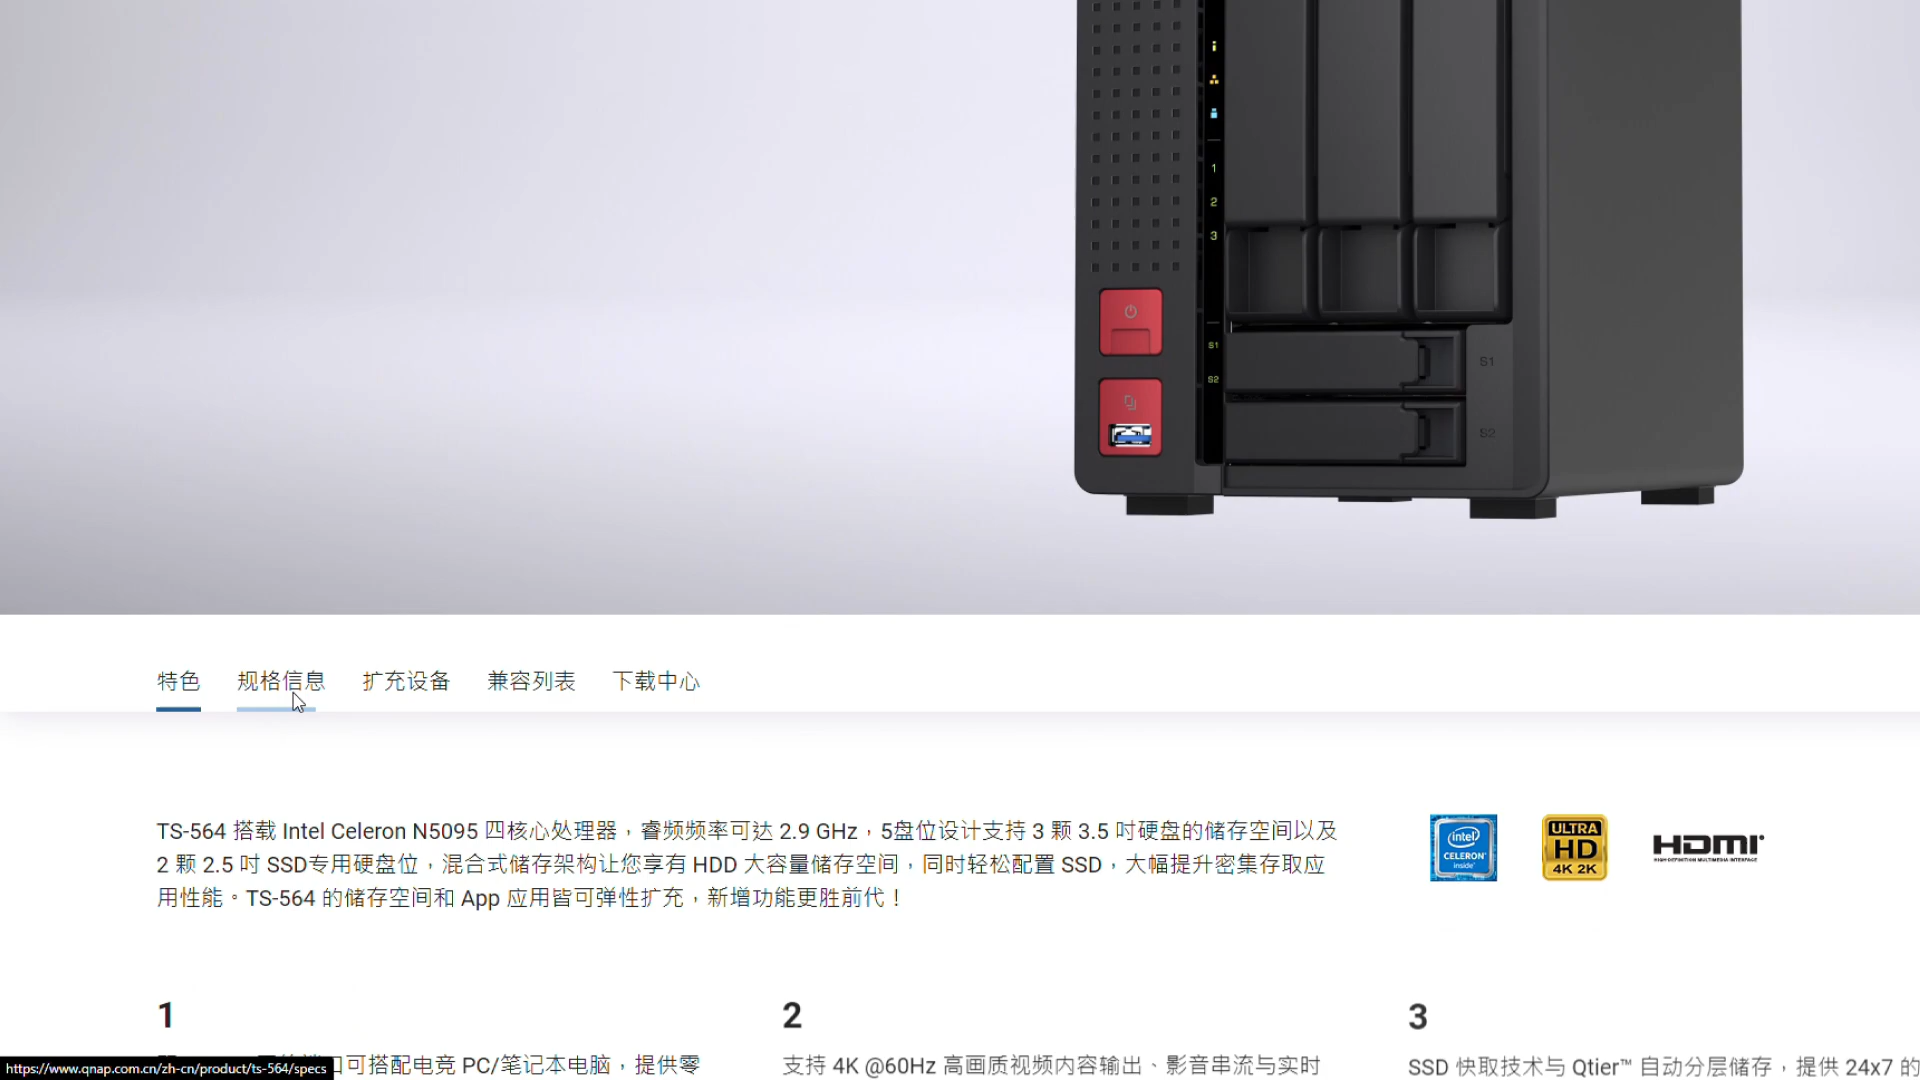 1
2
3
S1
S2
S1
S2
特色 规格信息 扩充设备 兼容列表 下载中心
TS-564 搭载 Intel Celeron N5095 四核心处理器，睿频频率可达 2.9 GHz，5盘位设计支持 3 颗 3.5 吋硬盘的储存空间以及
2 颗 2.5 吋 SSD专用硬盘位，混合式储存架构让您享有 HDD 大容量储存空间，同时轻松配置 SSD，大幅提升密集存取应
用性能。TS-564 的储存空间和 App 应用皆可弹性扩充，新增功能更胜前代！
intel
CELERON
inside
ULTRA
HD
4K 2K
HDMI
HIGH-DEFINITION MULTIMEDIA INTERFACE
1
2
3
口可搭配电竞 PC/笔记本电脑，提供零
支持 4K @60Hz 高画质视频内容输出、影音串流与实时
SSD 快取技术与 Qtier™ 自动分层储存，提供 24x7 的
https://www.qnap.com.cn/zh-cn/product/ts-564/specs